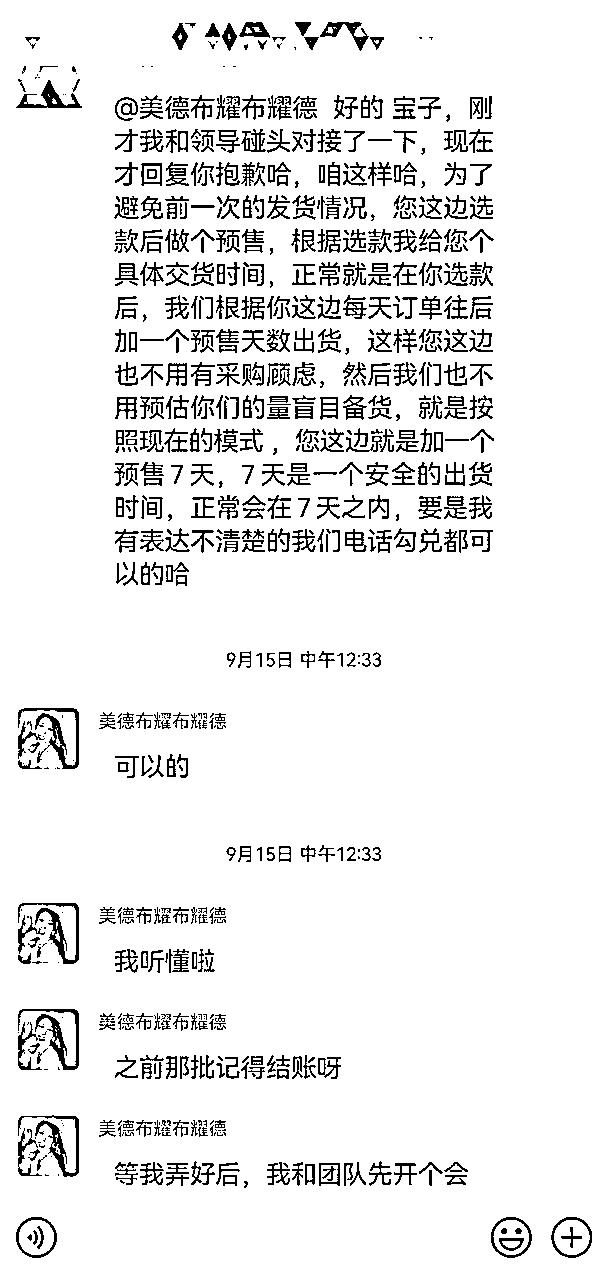 @美德布耀布耀德 好的 宝子，刚
才我和领导碰头对接了一下，现在
才回复你抱歉哈，咱这样哈，为了
避免前一次的发货情况，您这边选
款后做个预售，根据选款我给您个
具体交货时间，正常就是在你选款
后，我们根据你这边每天订单往后
加一个预售天数出货，这样您这边
也不用有采购顾虑，然后我们也不
用预估你们的量盲目备货，就是按
照现在的模式 ，您这边就是加一个
预售7天，7天是一个安全的出货
时间，正常会在7天之内，要是我
有表达不清楚的我们电话勾兑都可
以的哈
9月15日 中午12:33
美德布耀布耀德
可以的
9月15日 中午12:33
美德布耀布耀德
我听懂啦
美德布耀布耀德
之前那批记得结账呀
美德布耀布耀德
等我弄好后，我和团队先开个会